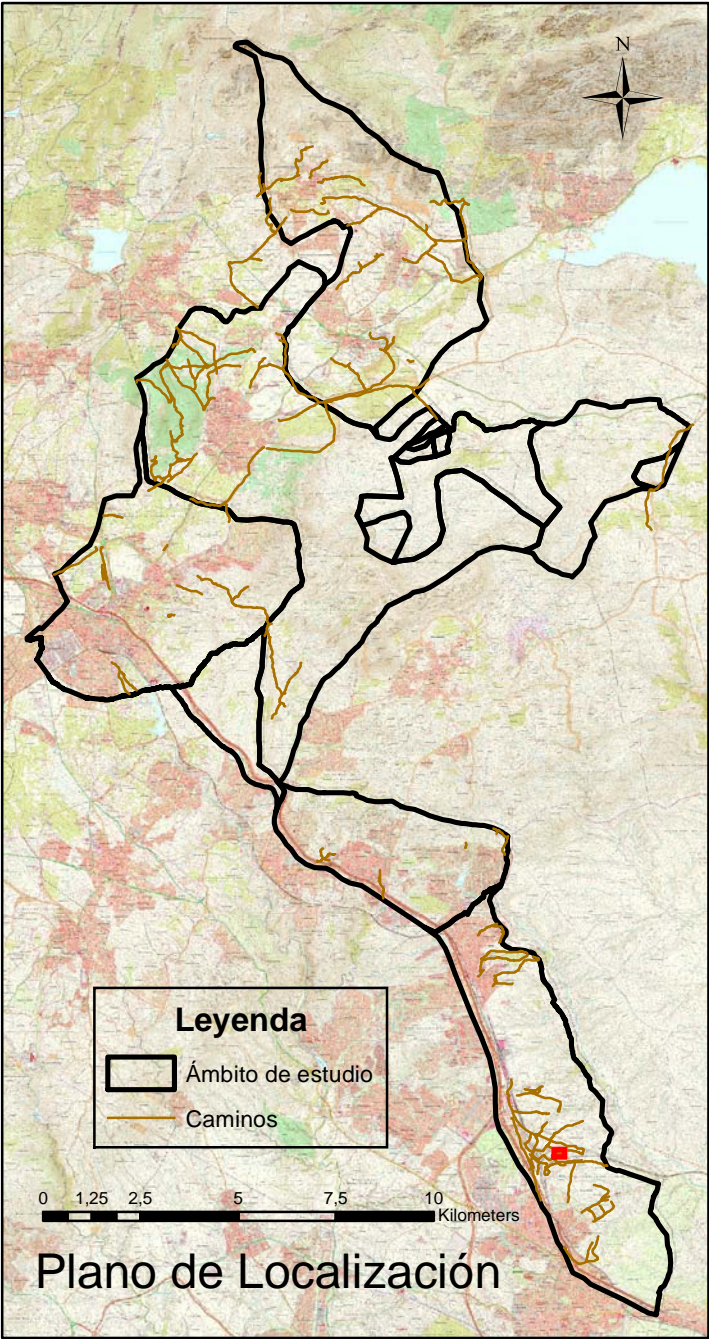 N
Leyenda
Ámbito de estudio
Caminos
0 1,25 2,5 5 7,5 10
Kilometers
Plano de Localización